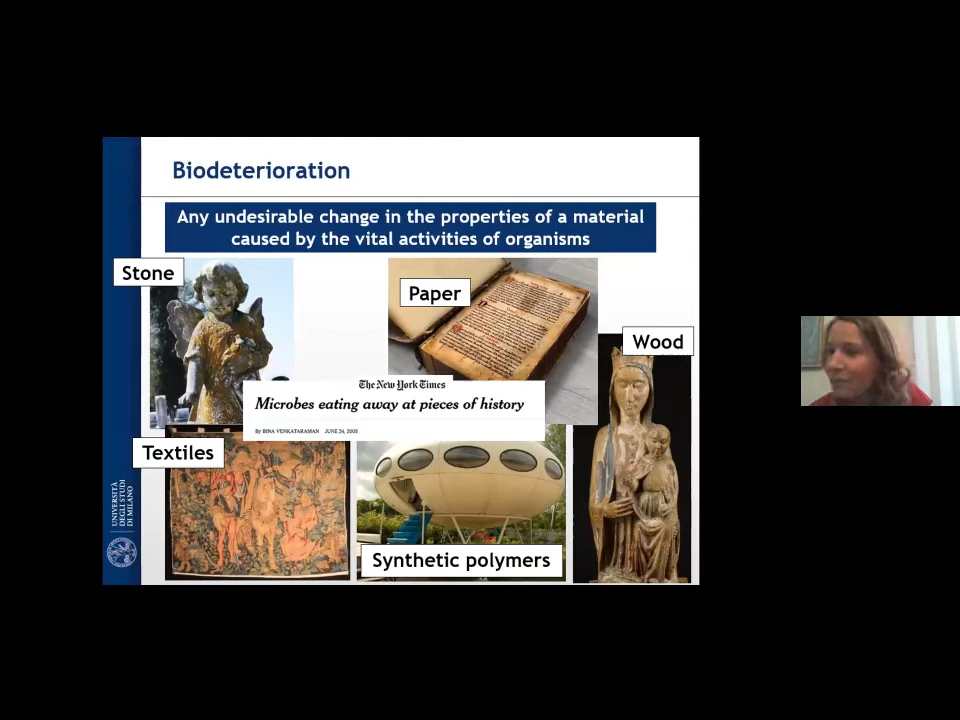 Biodeterioration
Any undesirable change in the properties of a material
caused by the vital activities of organisms
Stone
Paper
Wood
The New York Times
Microbes eating away at pieces of history
By BINA VENKATARAMAN JUNE 24, 2008
Textiles
Synthetic polymers
UNIVERSITÀ
DEGLI STUDI
DI MILANO